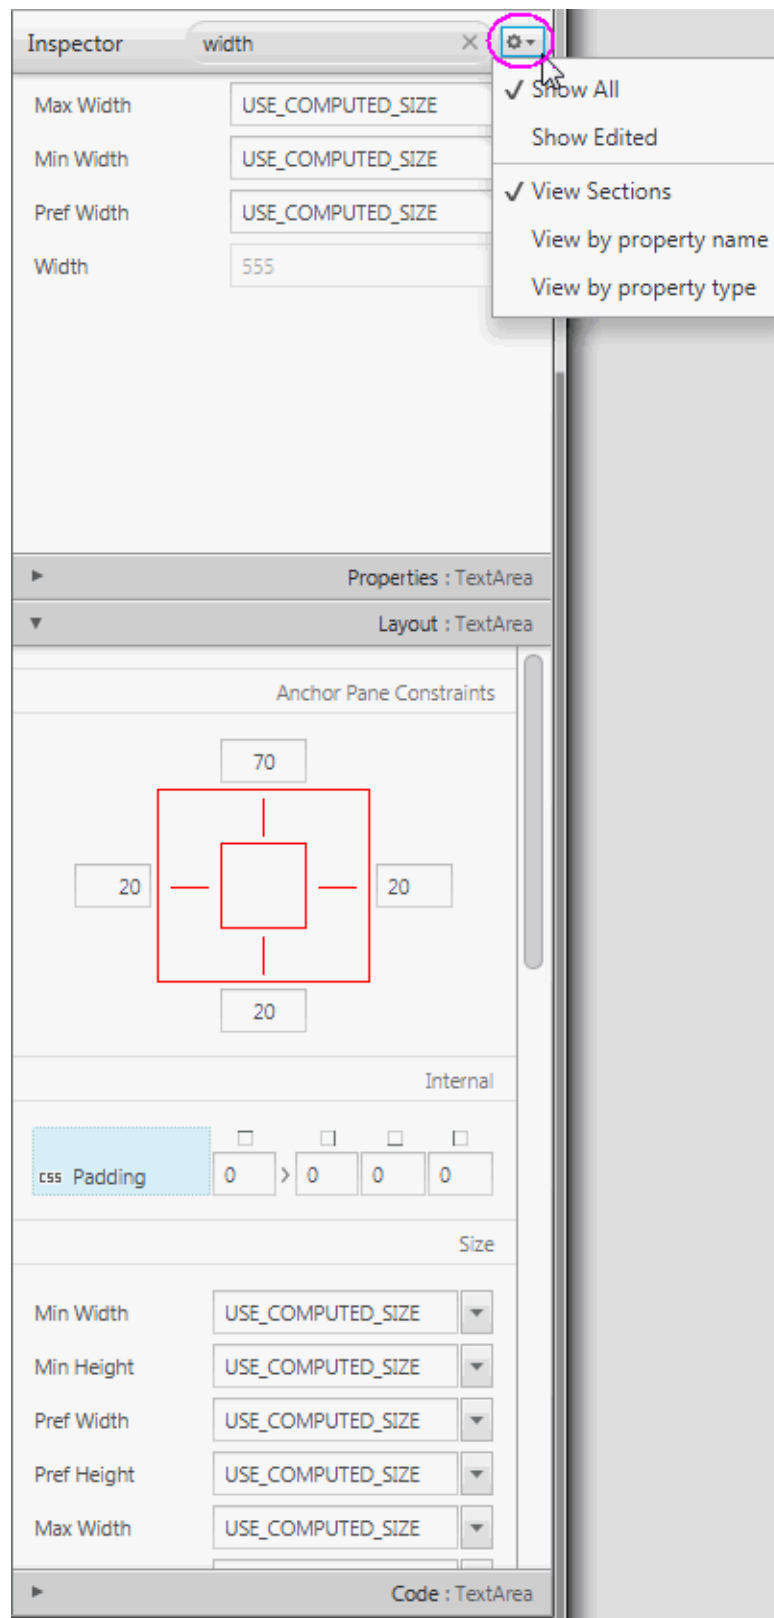 Inspector width
Show All
Max Width USE_COMPUTED_SIZE
Show Edited
Min Width USE_COMPUTED_SIZE
View Sections
Pref Width USE_COMPUTED_SIZE
View by property name
Width 555
View by property type
Properties : TextArea
Layout : TextArea
Anchor Pane Constraints
70
20 20
20
Internal
css Padding 0 > 0 0 0
Size
Min Width USE_COMPUTED_SIZE
Min Height USE_COMPUTED_SIZE
Pref Width USE_COMPUTED_SIZE
Pref Height USE_COMPUTED_SIZE
Max Width USE_COMPUTED_SIZE
Code : TextArea